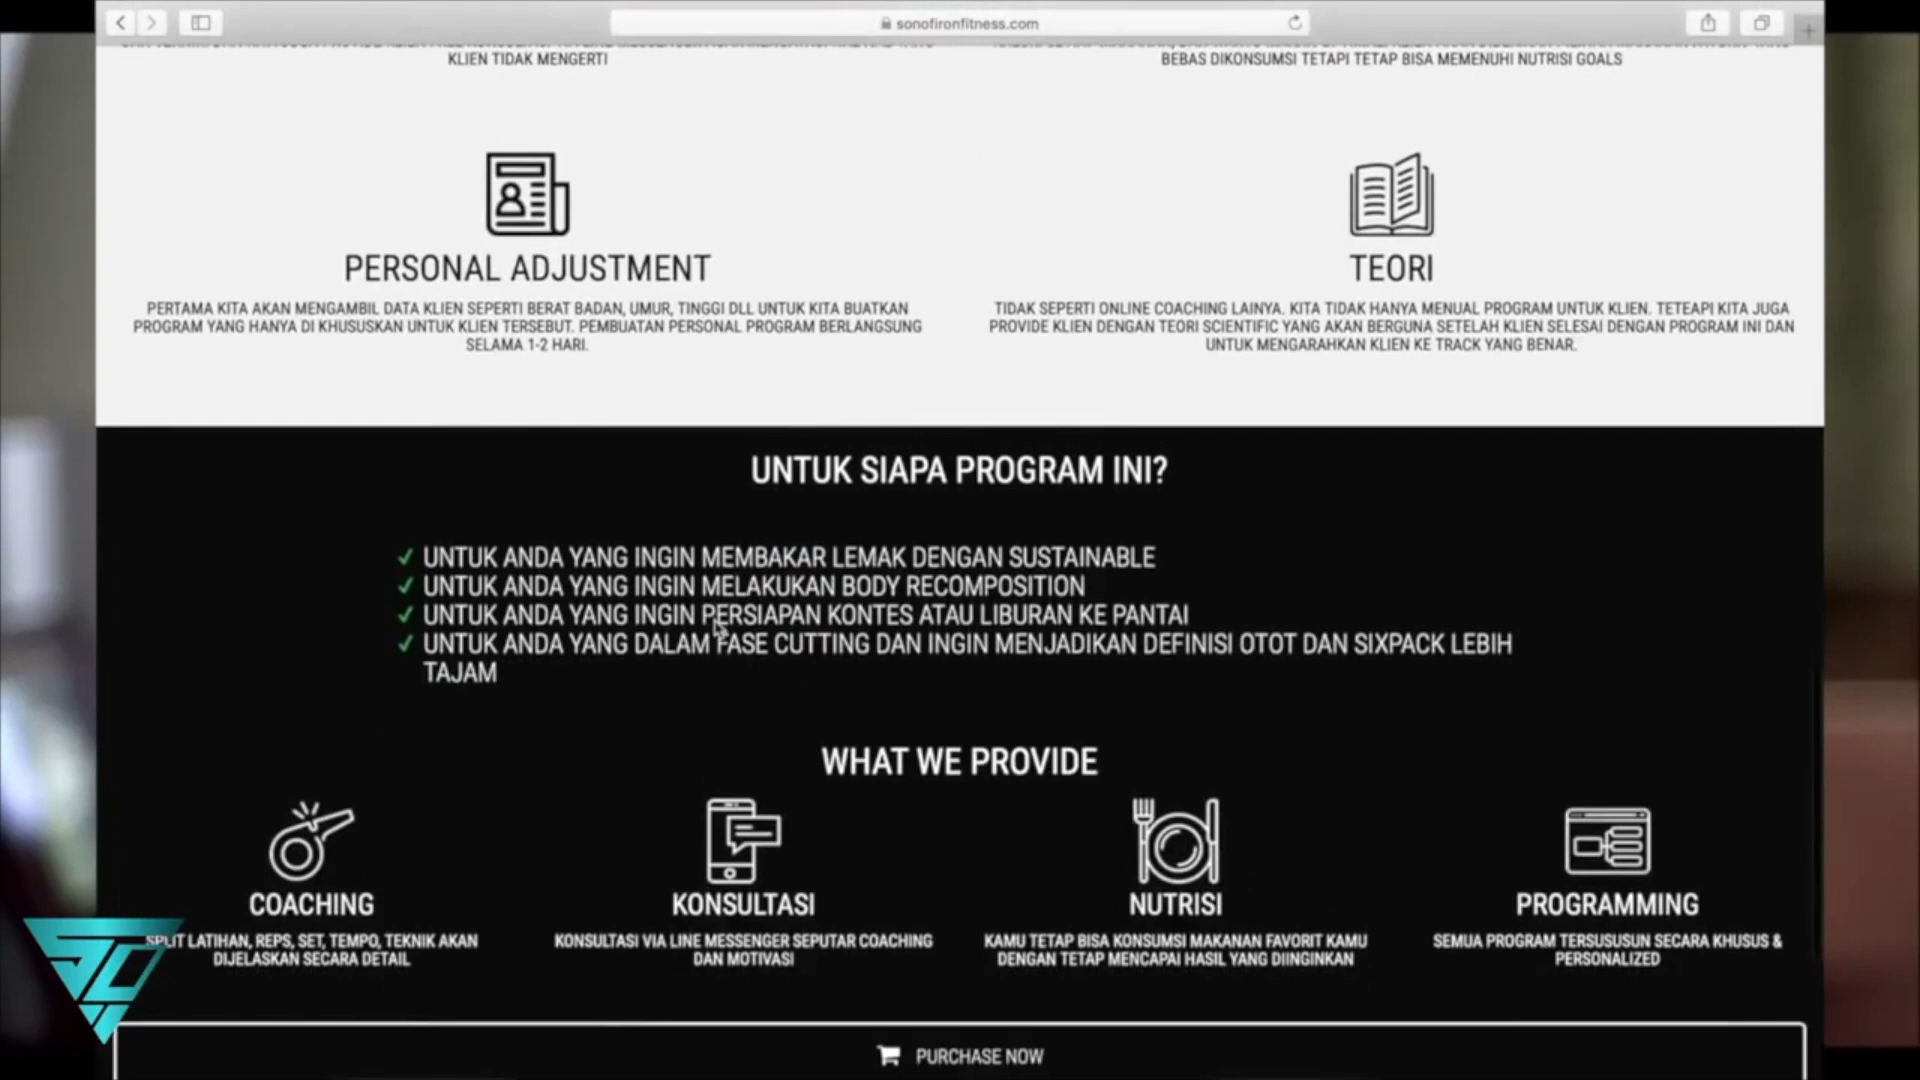 sonofironfitness.com
KLIEN TIDAK MENGERTI
BEBAS DIKONSUMSI TETAPI TETAP BISA MEMENUHI NUTRISI GOALS
PERSONAL ADJUSTMENT
PERTAMA KITA AKAN MENGAMBIL DATA KLIEN SEPERTI BERAT BADAN, UMUR, TINGGI DLL UNTUK KITA BUATKAN
PROGRAM YANG HANYA DI KHUSUSKAN UNTUK KLIEN TERSEBUT. PEMBUATAN PERSONAL PROGRAM BERLANGSUNG
SELAMA 1-2 HARI.
TEORI
TIDAK SEPERTI ONLINE COACHING LAINYA. KITA TIDAK HANYA MENUAL PROGRAM UNTUK KLIEN. TETEAPI KITA JUGA
PROVIDE KLIEN DENGAN TEORI SCIENTIFIC YANG AKAN BERGUNA SETELAH KLIEN SELESAI DENGAN PROGRAM INI DAN
UNTUK MENGARAHKAN KLIEN KE TRACK YANG BENAR.
UNTUK SIAPA PROGRAM INI?
✓ UNTUK ANDA YANG INGIN MEMBAKAR LEMAK DENGAN SUSTAINABLE
✓ UNTUK ANDA YANG INGIN MELAKUKAN BODY RECOMPOSITION
✓ UNTUK ANDA YANG INGIN PERSIAPAN KONTES ATAU LIBURAN KE PANTAI
✓ UNTUK ANDA YANG DALAM FASE CUTTING DAN INGIN MENJADIKAN DEFINISI OTOT DAN SIXPACK LEBIH
TAJAM
WHAT WE PROVIDE
COACHING
SPLIT LATIHAN, REPS, SET, TEMPO, TEKNIK AKAN
DIJELASKAN SECARA DETAIL
KONSULTASI
KONSULTASI VIA LINE MESSENGER SEPUTAR COACHING
DAN MOTIVASI
NUTRISI
KAMU TETAP BISA KONSUMSI MAKANAN FAVORIT KAMU
DENGAN TETAP MENCAPAI HASIL YANG DIINGINKAN
PROGRAMMING
SEMUA PROGRAM TERSUSUSUN SECARA KHUSUS &
PERSONALIZED
PURCHASE NOW